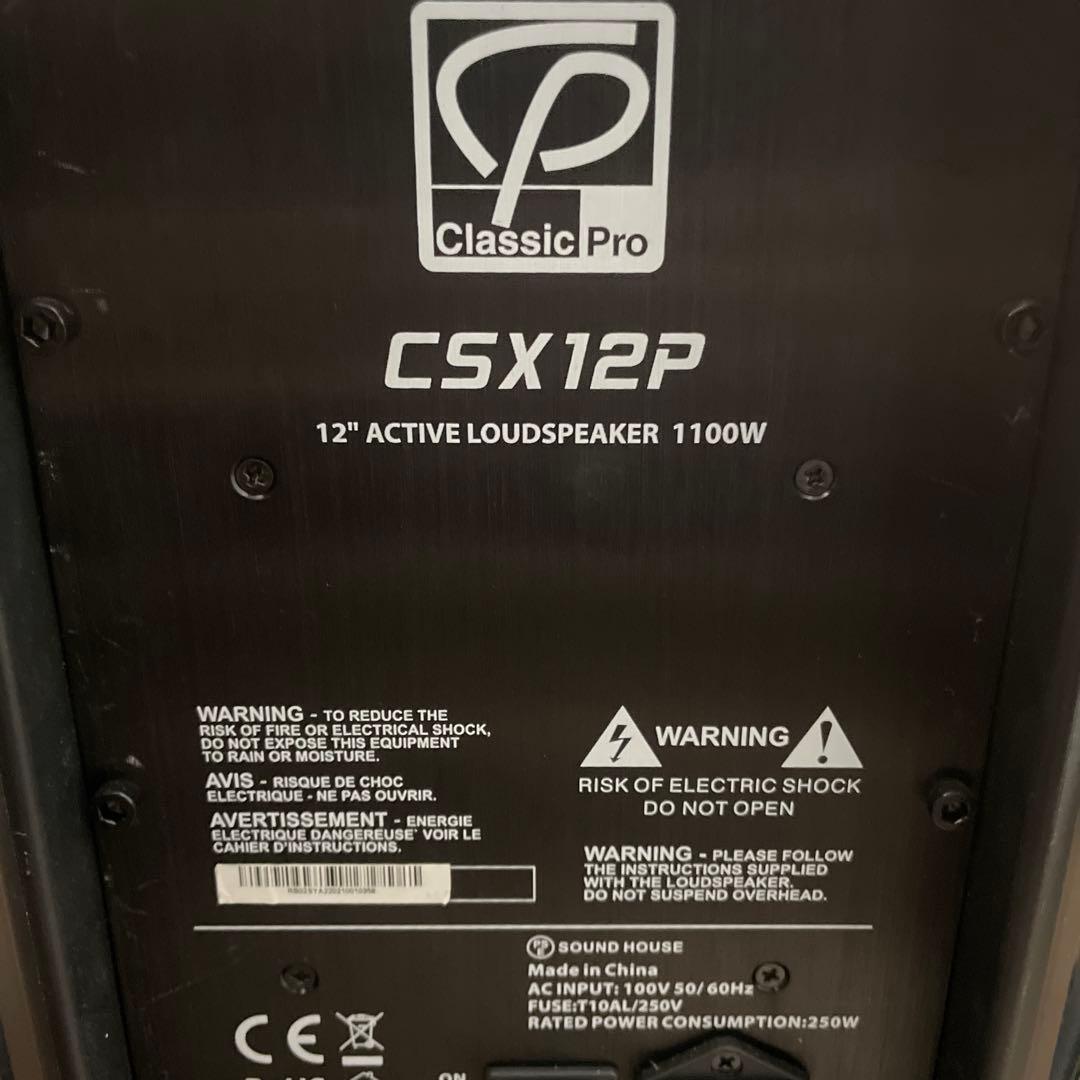 Classic Pro
CSX12P
12" ACTIVE LOUDSPEAKER 1100W
WARNING - TO REDUCE THE
RISK OF FIRE OR ELECTRICAL SHOCK,
DO NOT EXPOSE THIS EQUIPMENT
TO RAIN OR MOISTURE.
AVIS - RISQUE DE CHOC
ELECTRIQUE - NE PAS OUVRIR.
AVERTISSEMENT - ENERGIE
ELECTRIQUE DANGEREUSE' VOIR LE
CAHIER D'INSTRUCTIONS.
WARNING
RISK OF ELECTRIC SHOCK
DO NOT OPEN
WARNING - PLEASE FOLLOW
THE INSTRUCTIONS SUPPLIED
WITH THE LOUDSPEAKER.
DO NOT SUSPEND OVERHEAD.
SOUND HOUSE
Made in China
AC INPUT: 100V 50/ 60Hz
FUSE:T10AL/250V
RATED POWER CONSUMPTION:250W
CE
ON